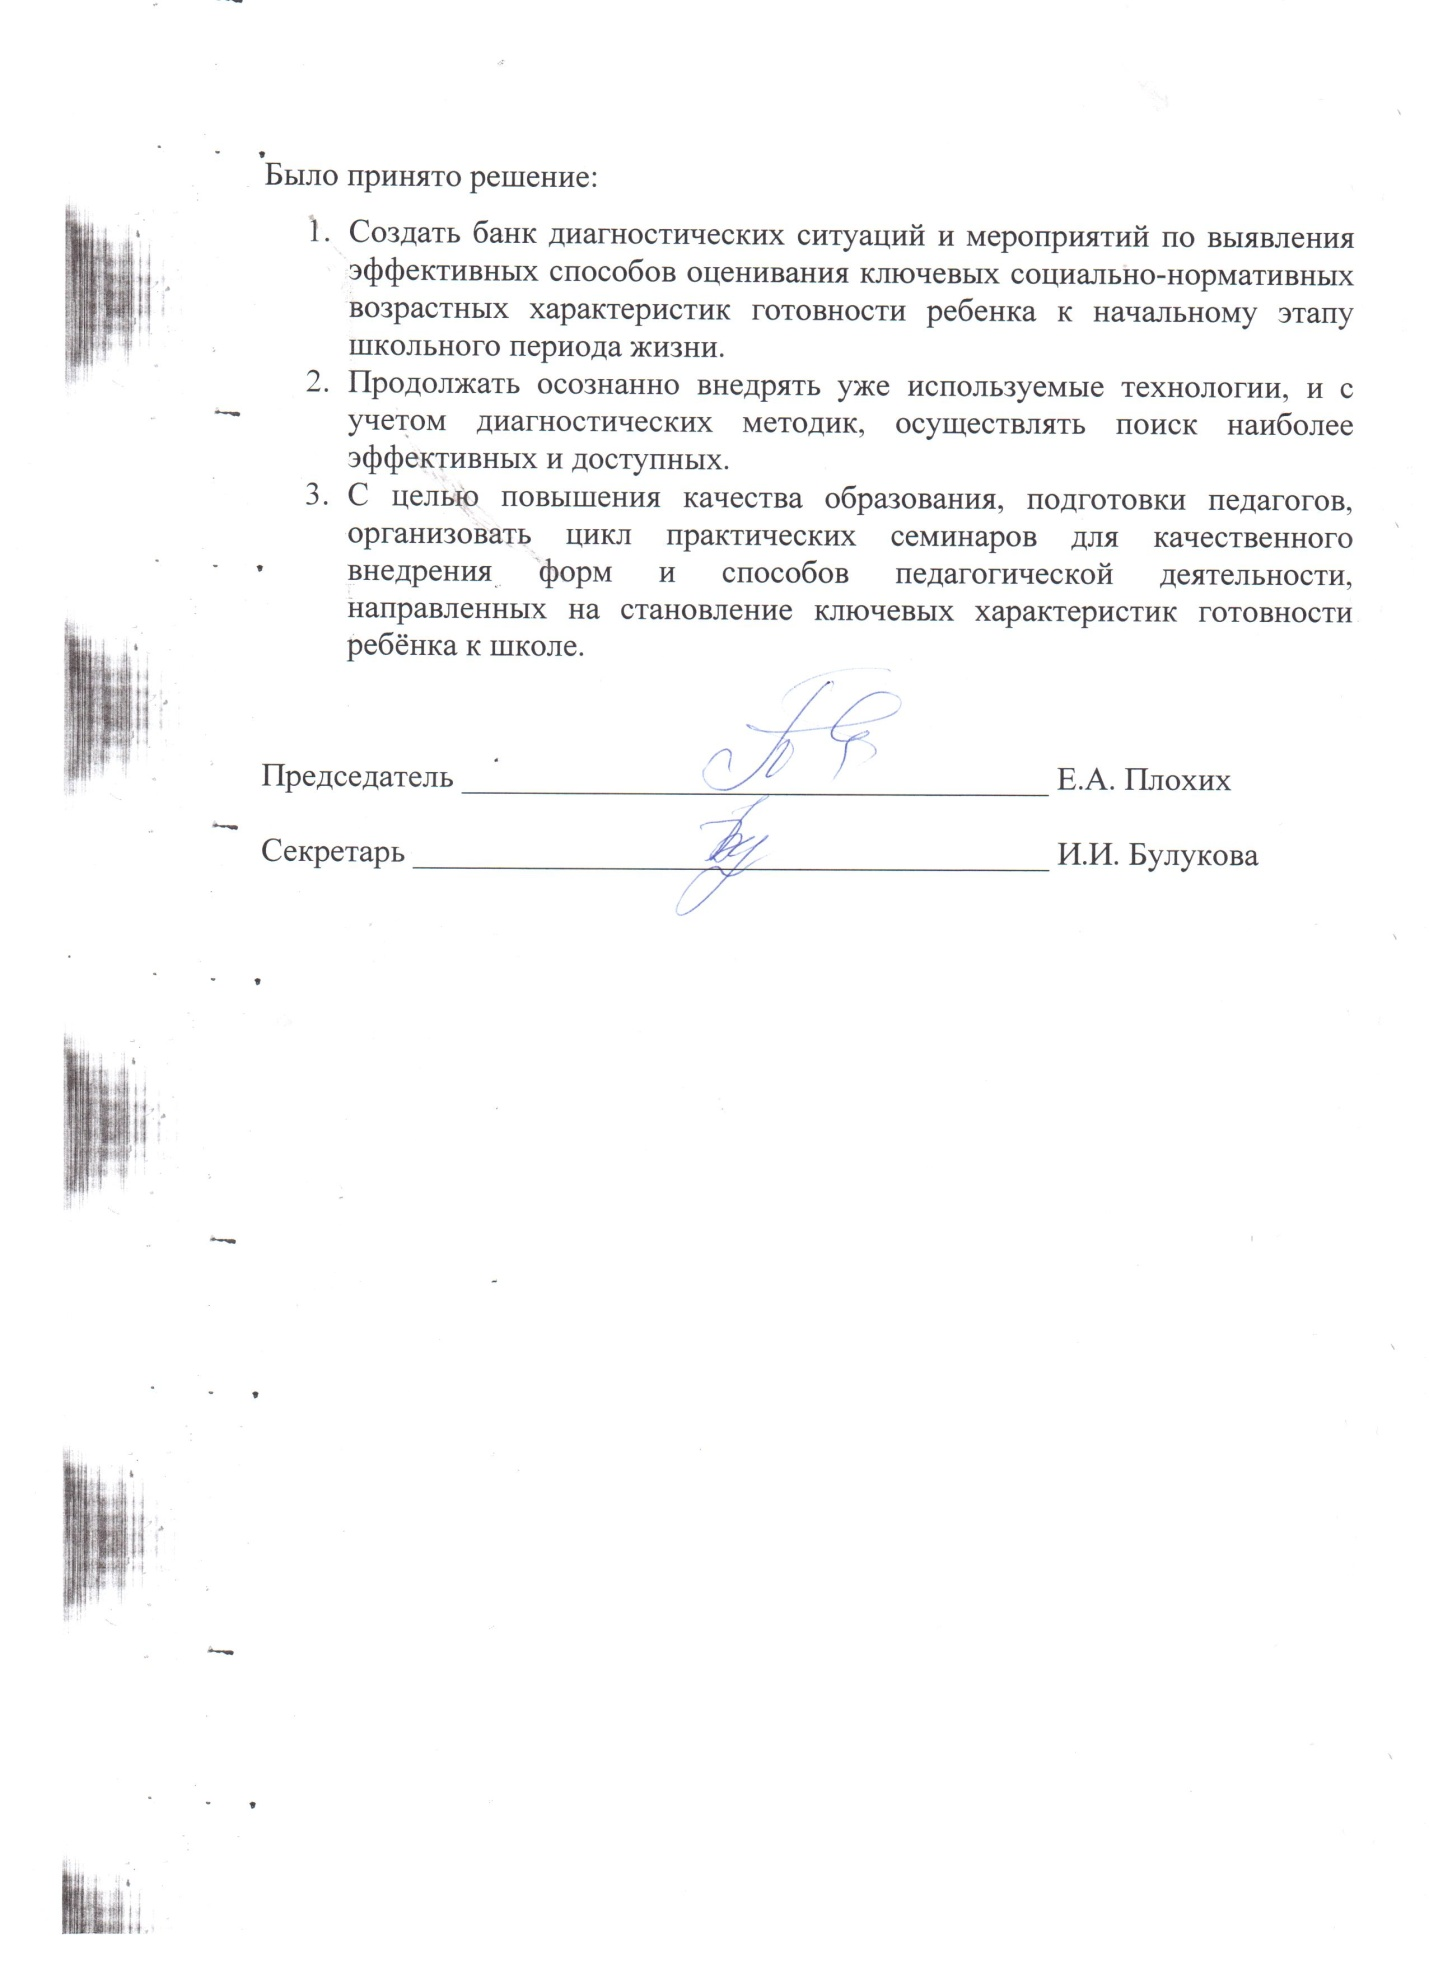 Было принято решение:
1. Создать банк диагностических ситуаций и мероприятий по выявления
эффективных способов оценивания ключевых социально-нормативных
возрастных характеристик готовности ребенка к начальному этапу
школьного периода жизни.
2. Продолжать осознанно внедрять уже используемые технологии, и с
учетом диагностических методик, осуществлять поиск наиболее
эффективных и доступных.
3. С целью повышения качества образования, подготовки педагогов,
организовать цикл практических семинаров для качественного
внедрения форм и способов педагогической деятельности,
направленных на становление ключевых характеристик готовности
ребёнка к школе.
Председатель Е.А. Плохих
Секретарь И.И. Булукова